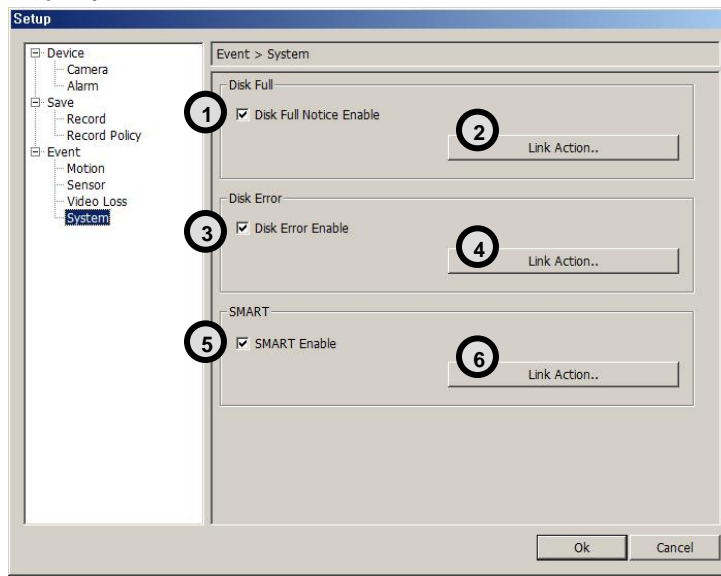 Setup
Device
Camera
Alarm
Save
Record
Record Policy
Event
Motion
Sensor
Video Loss
System
Event > System
Disk Full
1
Disk Full Notice Enable
2
Link Action..
Disk Error
3
Disk Error Enable
4
Link Action..
SMART
5
SMART Enable
6
Link Action..
Ok
Cancel